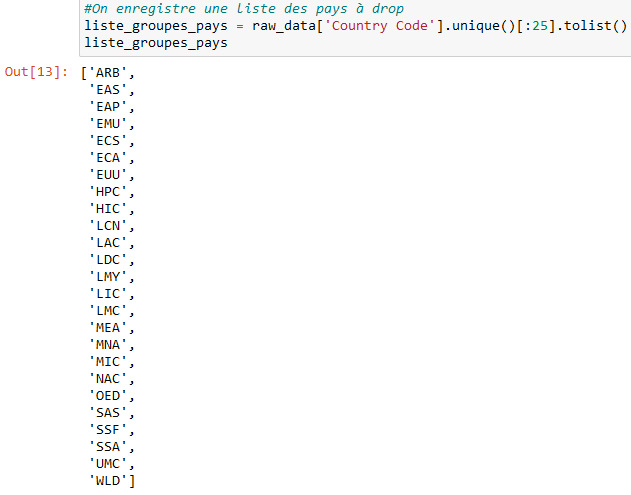 #On enregistre une liste des pays à drop
liste_groupes_pays = raw_data['Country Code'].unique()[:25].tolist()
liste_groupes_pays
Out[13]: ['ARB',
'EAS',
'EAP',
'EMU',
'ECS',
'ECA',
'EUU',
'HPC',
'HIC',
'LCN',
'LAC',
'LDC',
'LMY',
'LIC',
'LMC',
'MEA',
'MNA',
'MIC',
'NAC',
'OED',
'SAS',
'SSF',
'SSA',
'UMC',
'WLD']